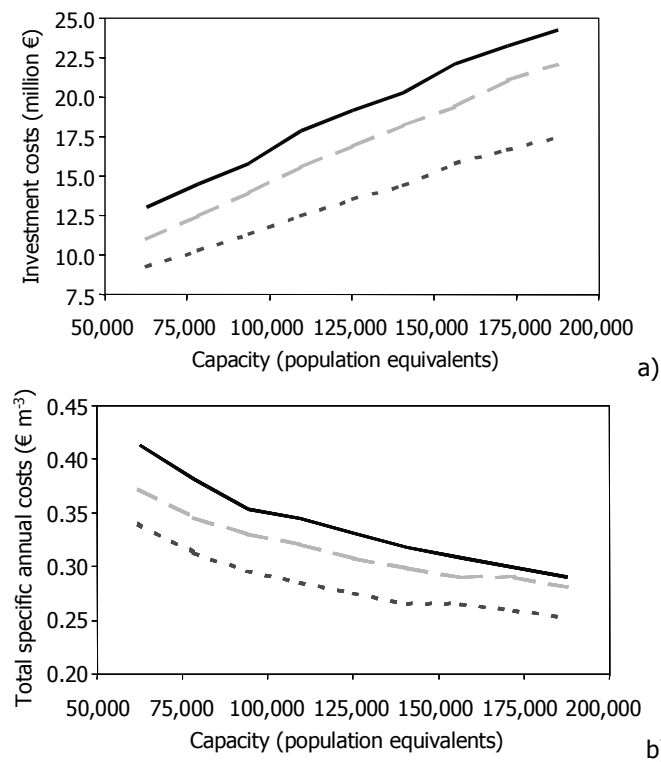 25.0
22.5
20.0
17.5
15.0
12.5
10.0
7.5
Investment costs (million €)
50,000 75,000 100,000 125,000 150,000 175,000 200,000
Capacity (population equivalents)
a)
0.45
0.40
0.35
0.30
0.25
0.20
Total specific annual costs (€ m-3)
50,000 75,000 100,000 125,000 150,000 175,000 200,000
Capacity (population equivalents)
b)